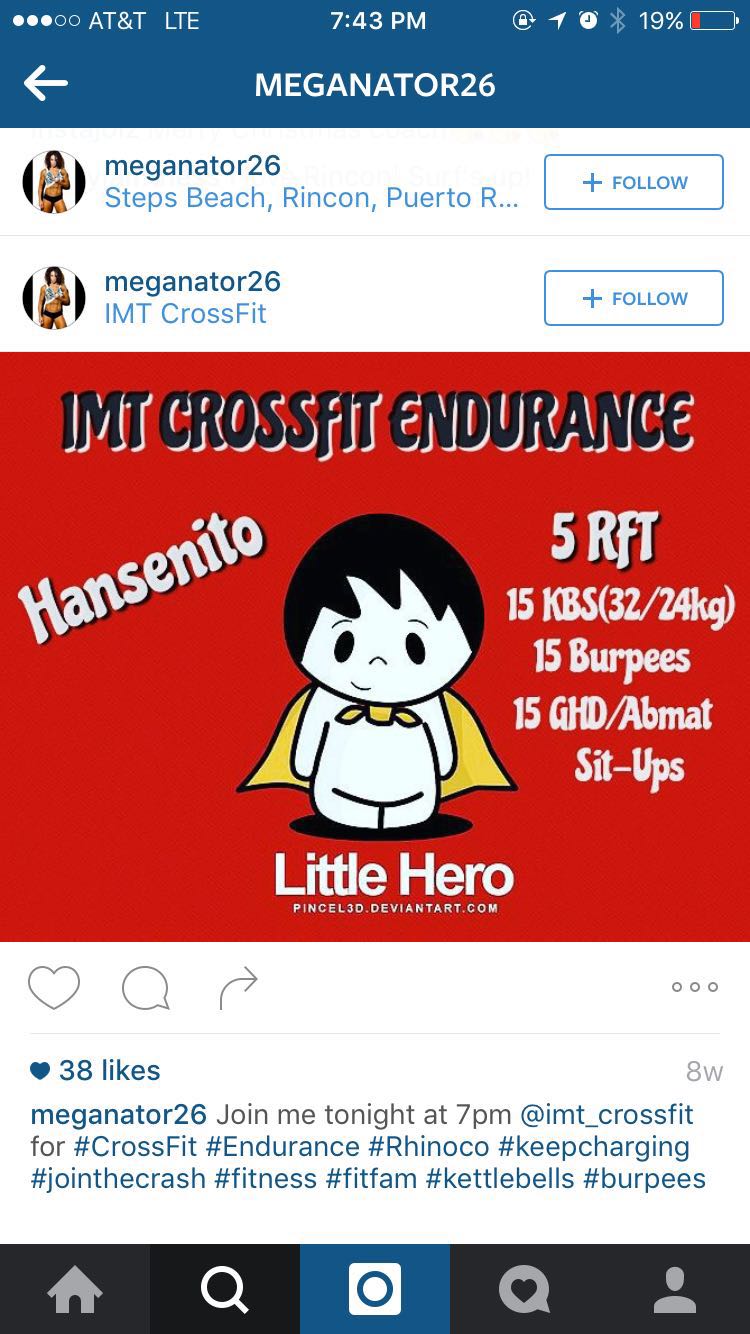 AT&T LTE 7:43 PM 19%
MEGANATOR26
meganator26
Steps Beach, Rincon, Puerto R...
+ FOLLOW
meganator26
IMT CrossFit
+ FOLLOW
IMT CROSSFIT ENDURANCE
Hansenito
5 RFT
15 KBS(32/24kg)
15 Burpees
15 GHD/Abmat
Sit-Ups
Little Hero
PINCEL3D.DEVIANTART.COM
38 likes
8w
meganator26 Join me tonight at 7pm @imt_crossfit
for #CrossFit #Endurance #Rhinoco #keepcharging
#jointhecrash #fitness #fitfam #kettlebells #burpees